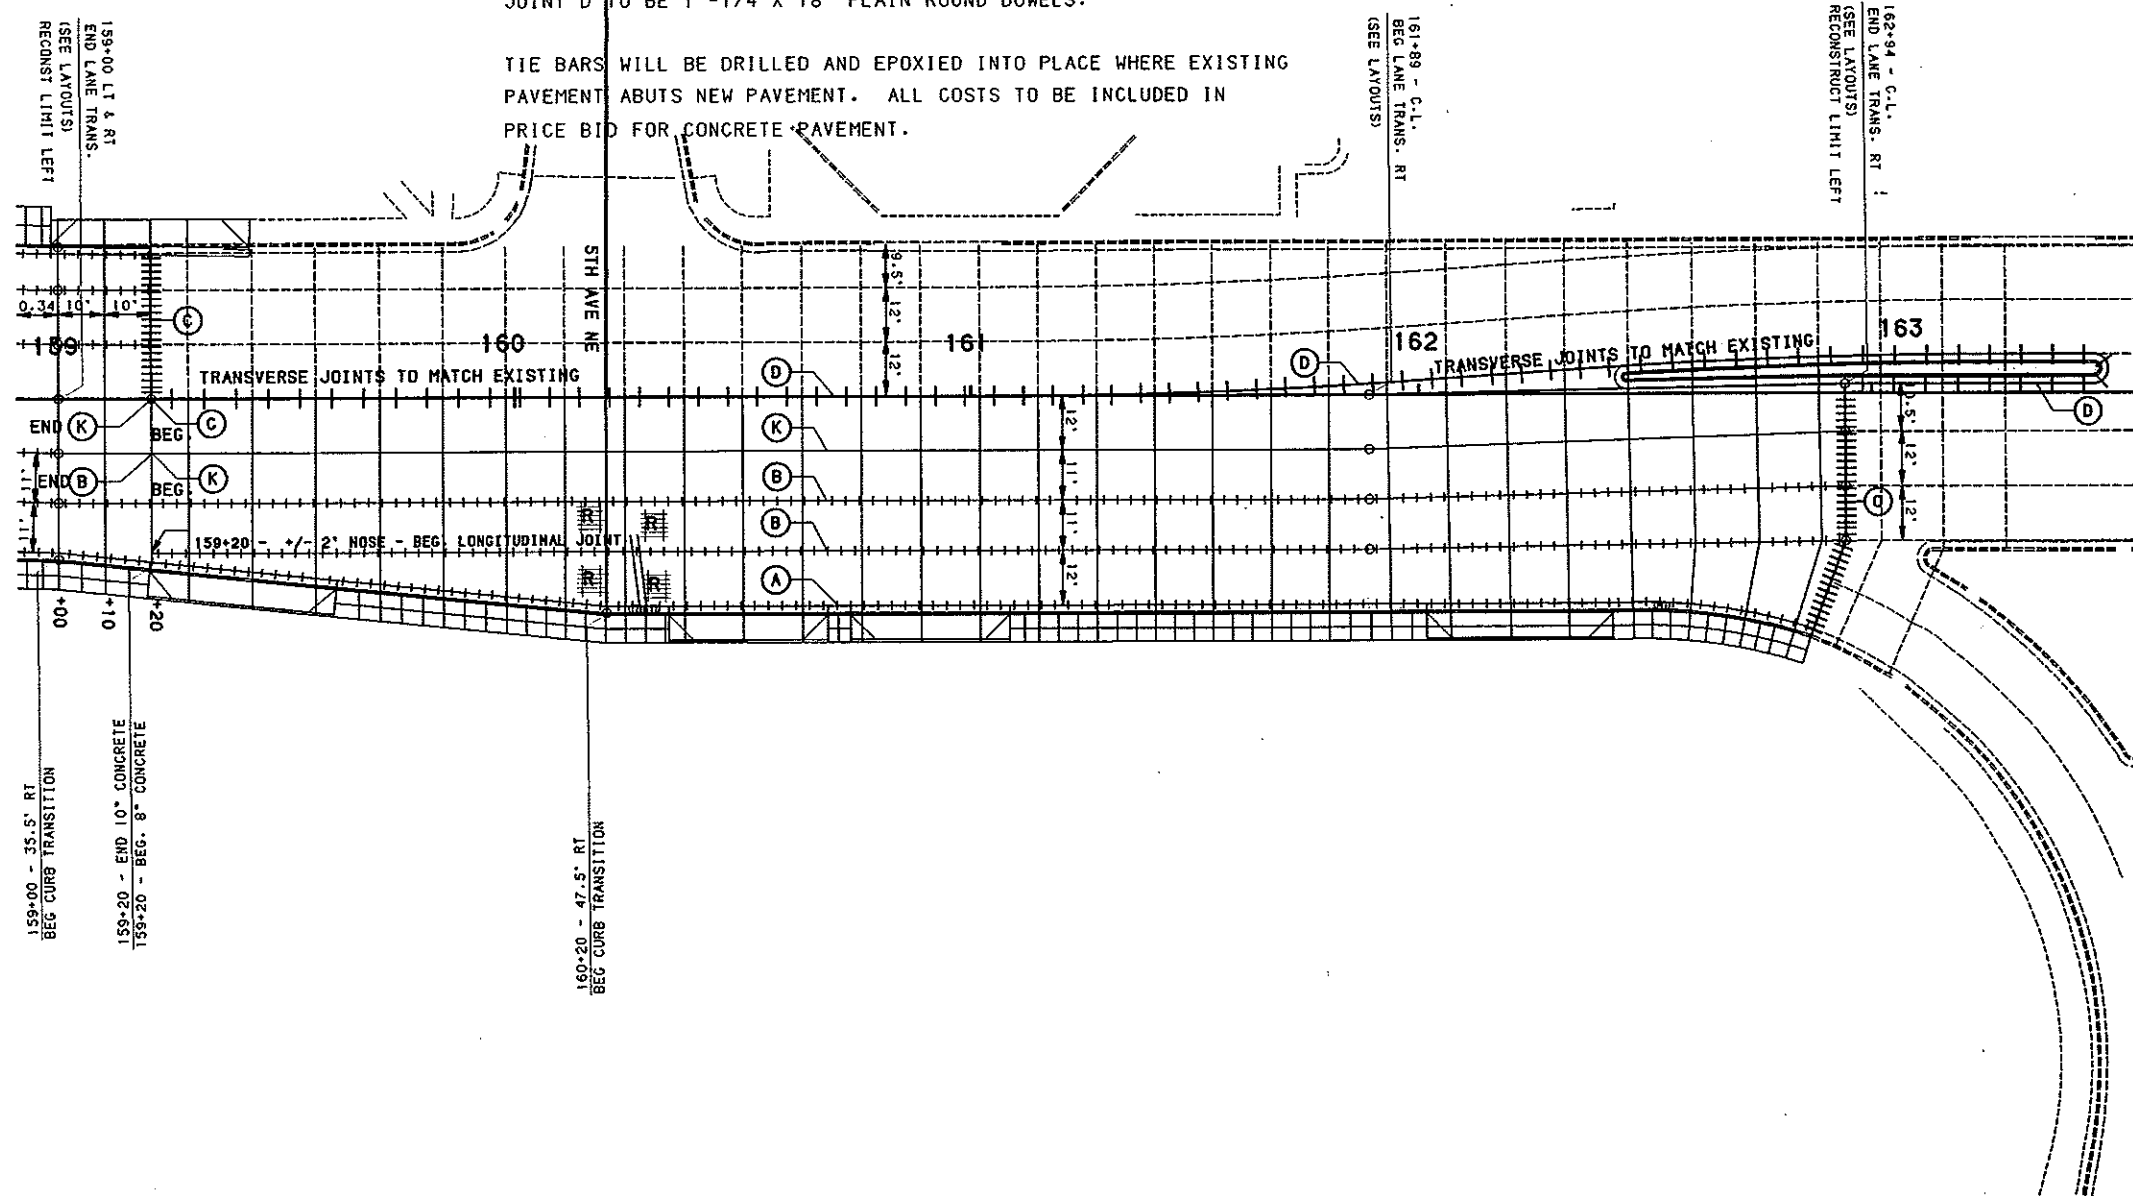 JOINT D TO BE 1"-1/4 X 18" PLAIN ROUND DOWELS.
TIE BARS WILL BE DRILLED AND EPOXIED INTO PLACE WHERE EXISTING
PAVEMENT ABUTS NEW PAVEMENT. ALL COSTS TO BE INCLUDED IN
PRICE BID FOR CONCRETE PAVEMENT.
159+00 LT & RT
END LANE TRANS.
(SEE LAYOUTS)
RECONST LIMIT LEFT
161+89 - C.L.
BEG LANE TRANS. RT
(SEE LAYOUTS)
162+94 - C.L.
END LANE TRANS. RT
(SEE LAYOUTS)
RECONSTRUCT LIMIT LEFT
5TH AVE NE
9.5'
12'
12'
0.34
10'
10'
C
159
160
161
162
163
TRANSVERSE JOINTS TO MATCH EXISTING
D
D
TRANSVERSE JOINTS TO MATCH EXISTING
D
END K
BEG. C
K
END B
BEG. K
B
B
A
12'
11'
11'
12'
11'
11'
12'
12'
R
R
R
R
159+20 - +/- 2' NOSE - BEG. LONGITUDINAL JOINT
+00
+10
+20
159+00 - 35.5' RT
BEG CURB TRANSITION
159+20 - END 10" CONCRETE
159+20 - BEG. 8" CONCRETE
160+20 - 47.5' RT
BEG CURB TRANSITION